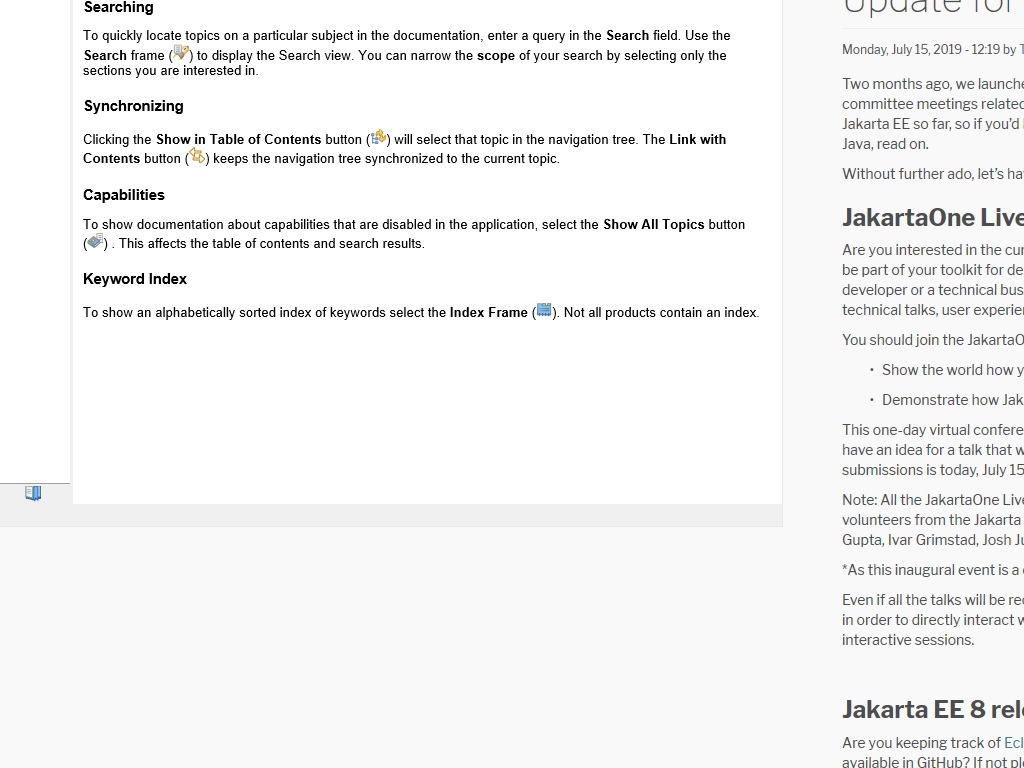 Searching
To quickly locate topics on a particular subject in the documentation, enter a query in the Search field. Use the
Search frame ( ) to display the Search view. You can narrow the scope of your search by selecting only the
sections you are interested in.
Synchronizing
Clicking the Show in Table of Contents button ( ) will select that topic in the navigation tree. The Link with
Contents button ( ) keeps the navigation tree synchronized to the current topic.
Capabilities
To show documentation about capabilities that are disabled in the application, select the Show All Topics button
( ) . This affects the table of contents and search results.
Keyword Index
To show an alphabetically sorted index of keywords select the Index Frame ( ). Not all products contain an index.
Update for
Monday, July 15, 2019 - 12:19 by T
Two months ago, we launche
committee meetings related
Jakarta EE so far, so if you’d
Java, read on.
Without further ado, let’s ha
JakartaOne Live
Are you interested in the cur
be part of your toolkit for de
developer or a technical bus
technical talks, user experie
You should join the JakartaO
• Show the world how y
• Demonstrate how Jak
This one-day virtual confere
have an idea for a talk that w
submissions is today, July 15
Note: All the JakartaOne Live
volunteers from the Jakarta
Gupta, Ivar Grimstad, Josh Ju
*As this inaugural event is a
Even if all the talks will be re
in order to directly interact w
interactive sessions.
Jakarta EE 8 rel
Are you keeping track of Ecl
available in GitHub? If not ple